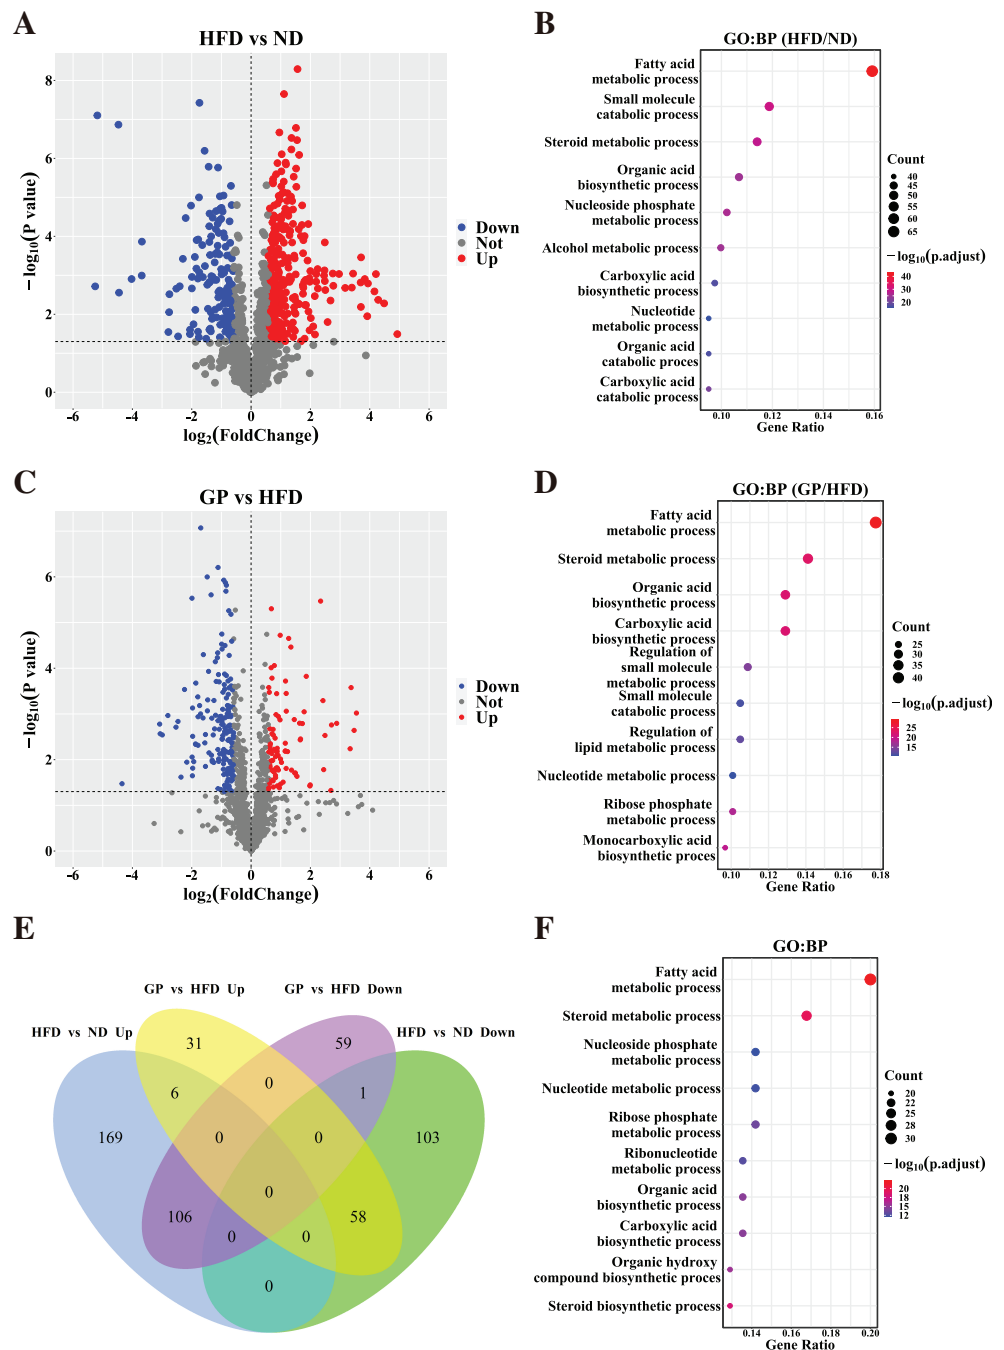 A
HFD vs ND
8
6
4
2
0
−log10(P value)
-6
-4
-2
0
2
4
6
log2(FoldChange)
Down
Not
Up
B
GO:BP (HFD/ND)
Fatty acid
metabolic process
Small molecule
catabolic process
Steroid metabolic process
Organic acid
biosynthetic process
Nucleoside phosphate
metabolic process
Alcohol metabolic process
Carboxylic acid
biosynthetic process
Nucleotide
metabolic process
Organic acid
catabolic proces
Carboxylic acid
catabolic process
0.10
0.12
0.14
0.16
Gene Ratio
Count
40
45
50
55
60
65
−log10(p.adjust)
40
30
20
C
GP vs HFD
6
4
2
0
−log10(P value)
-6
-4
-2
0
2
4
6
log2(FoldChange)
Down
Not
Up
D
GO:BP (GP/HFD)
Fatty acid
metabolic process
Steroid metabolic process
Organic acid
biosynthetic process
Carboxylic acid
biosynthetic process
Regulation of
small molecule
metabolic process
Small molecule
catabolic process
Regulation of
lipid metabolic process
Nucleotide metabolic process
Ribose phosphate
metabolic process
Monocarboxylic acid
biosynthetic proces
0.10
0.12
0.14
0.16
0.18
Gene Ratio
Count
25
30
35
40
−log10(p.adjust)
25
20
15
E
GP vs HFD Up
GP vs HFD Down
HFD vs ND Up
HFD vs ND Down
31
59
0
6
1
169
0
0
103
0
106
58
0
0
0
F
GO:BP
Fatty acid
metabolic process
Steroid metabolic process
Nucleoside phosphate
metabolic process
Nucleotide metabolic process
Ribose phosphate
metabolic process
Ribonucleotide
metabolic process
Organic acid
biosynthetic process
Carboxylic acid
biosynthetic process
Organic hydroxy
compound biosynthetic proces
Steroid biosynthetic process
0.14
0.16
0.18
0.20
Gene Ratio
Count
20
22
25
28
30
−log10(p.adjust)
20
18
15
12